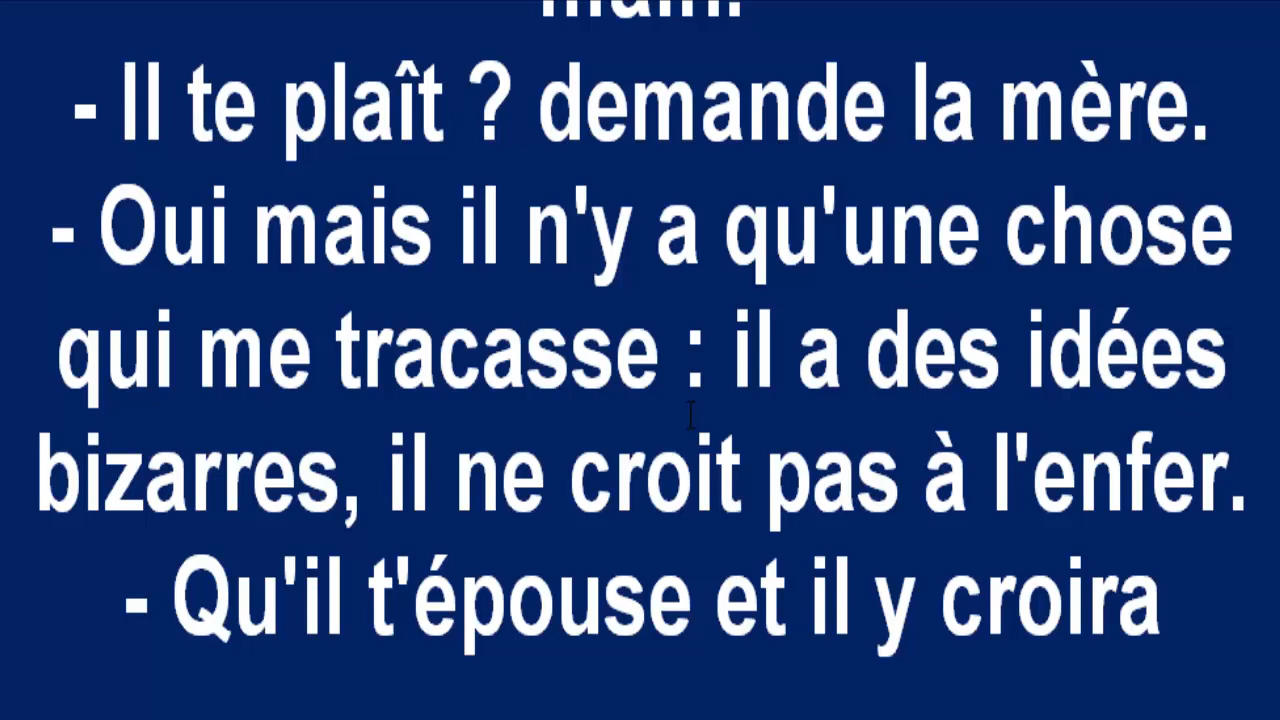 main.
- Il te plaît ? demande la mère.
- Oui mais il n'y a qu'une chose
qui me tracasse : il a des idées
bizarres, il ne croit pas à l'enfer.
- Qu'il t'épouse et il y croira